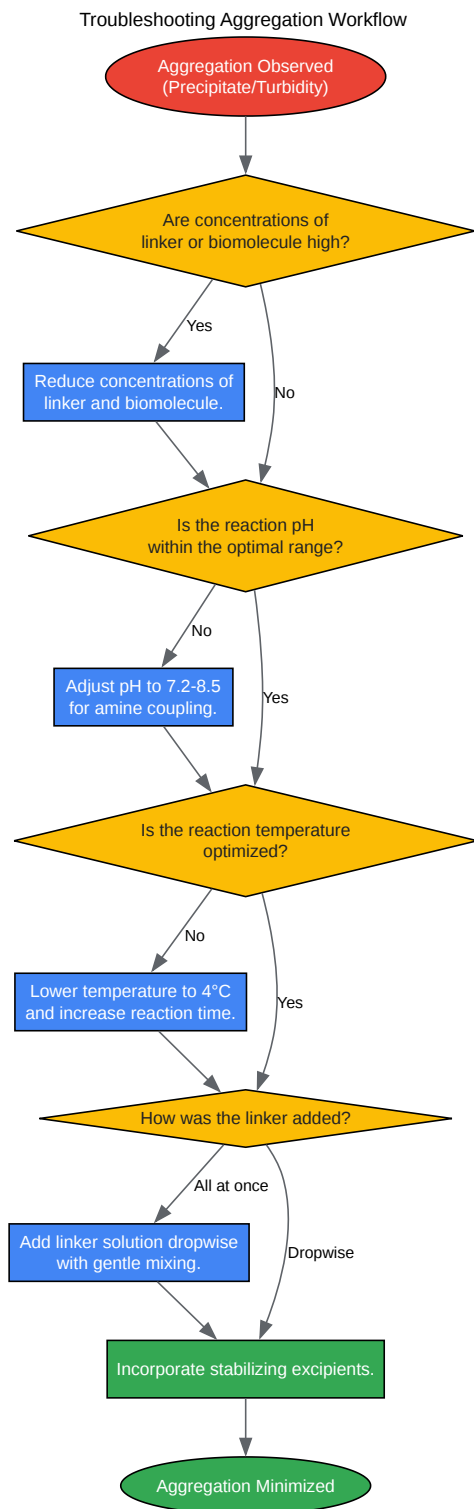 Troubleshooting Aggregation Workflow
Aggregation Observed
(Precipitate/Turbidity)
Are concentrations of
linker or biomolecule high?
Yes
Reduce concentrations of
linker and biomolecule.
No
Is the reaction pH
within the optimal range?
No
Adjust pH to 7.2-8.5
for amine coupling.
Yes
Is the reaction temperature
optimized?
No
Lower temperature to 4°C
and increase reaction time.
Yes
How was the linker added?
All at once
Add linker solution dropwise
with gentle mixing.
Dropwise
Incorporate stabilizing excipients.
Aggregation Minimized